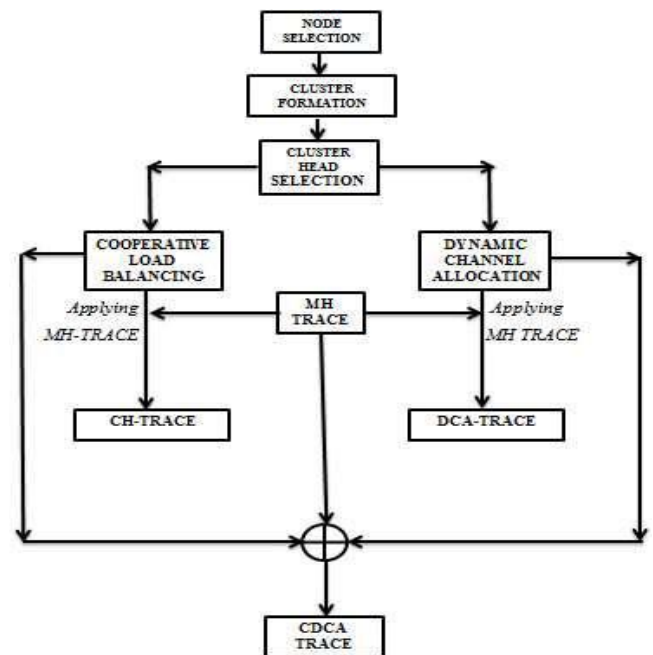 NODE
SELECTION
CLUSTER
FORMATION
CLUSTER
HEAD
SELECTION
COOPERATIVE
LOAD
BALANCING
DYNAMIC
CHANNEL
ALLOCATION
Applying
MH-TRACE
MH
TRACE
Applying
MH TRACE
CH-TRACE
DCA-TRACE
CDCA
TRACE